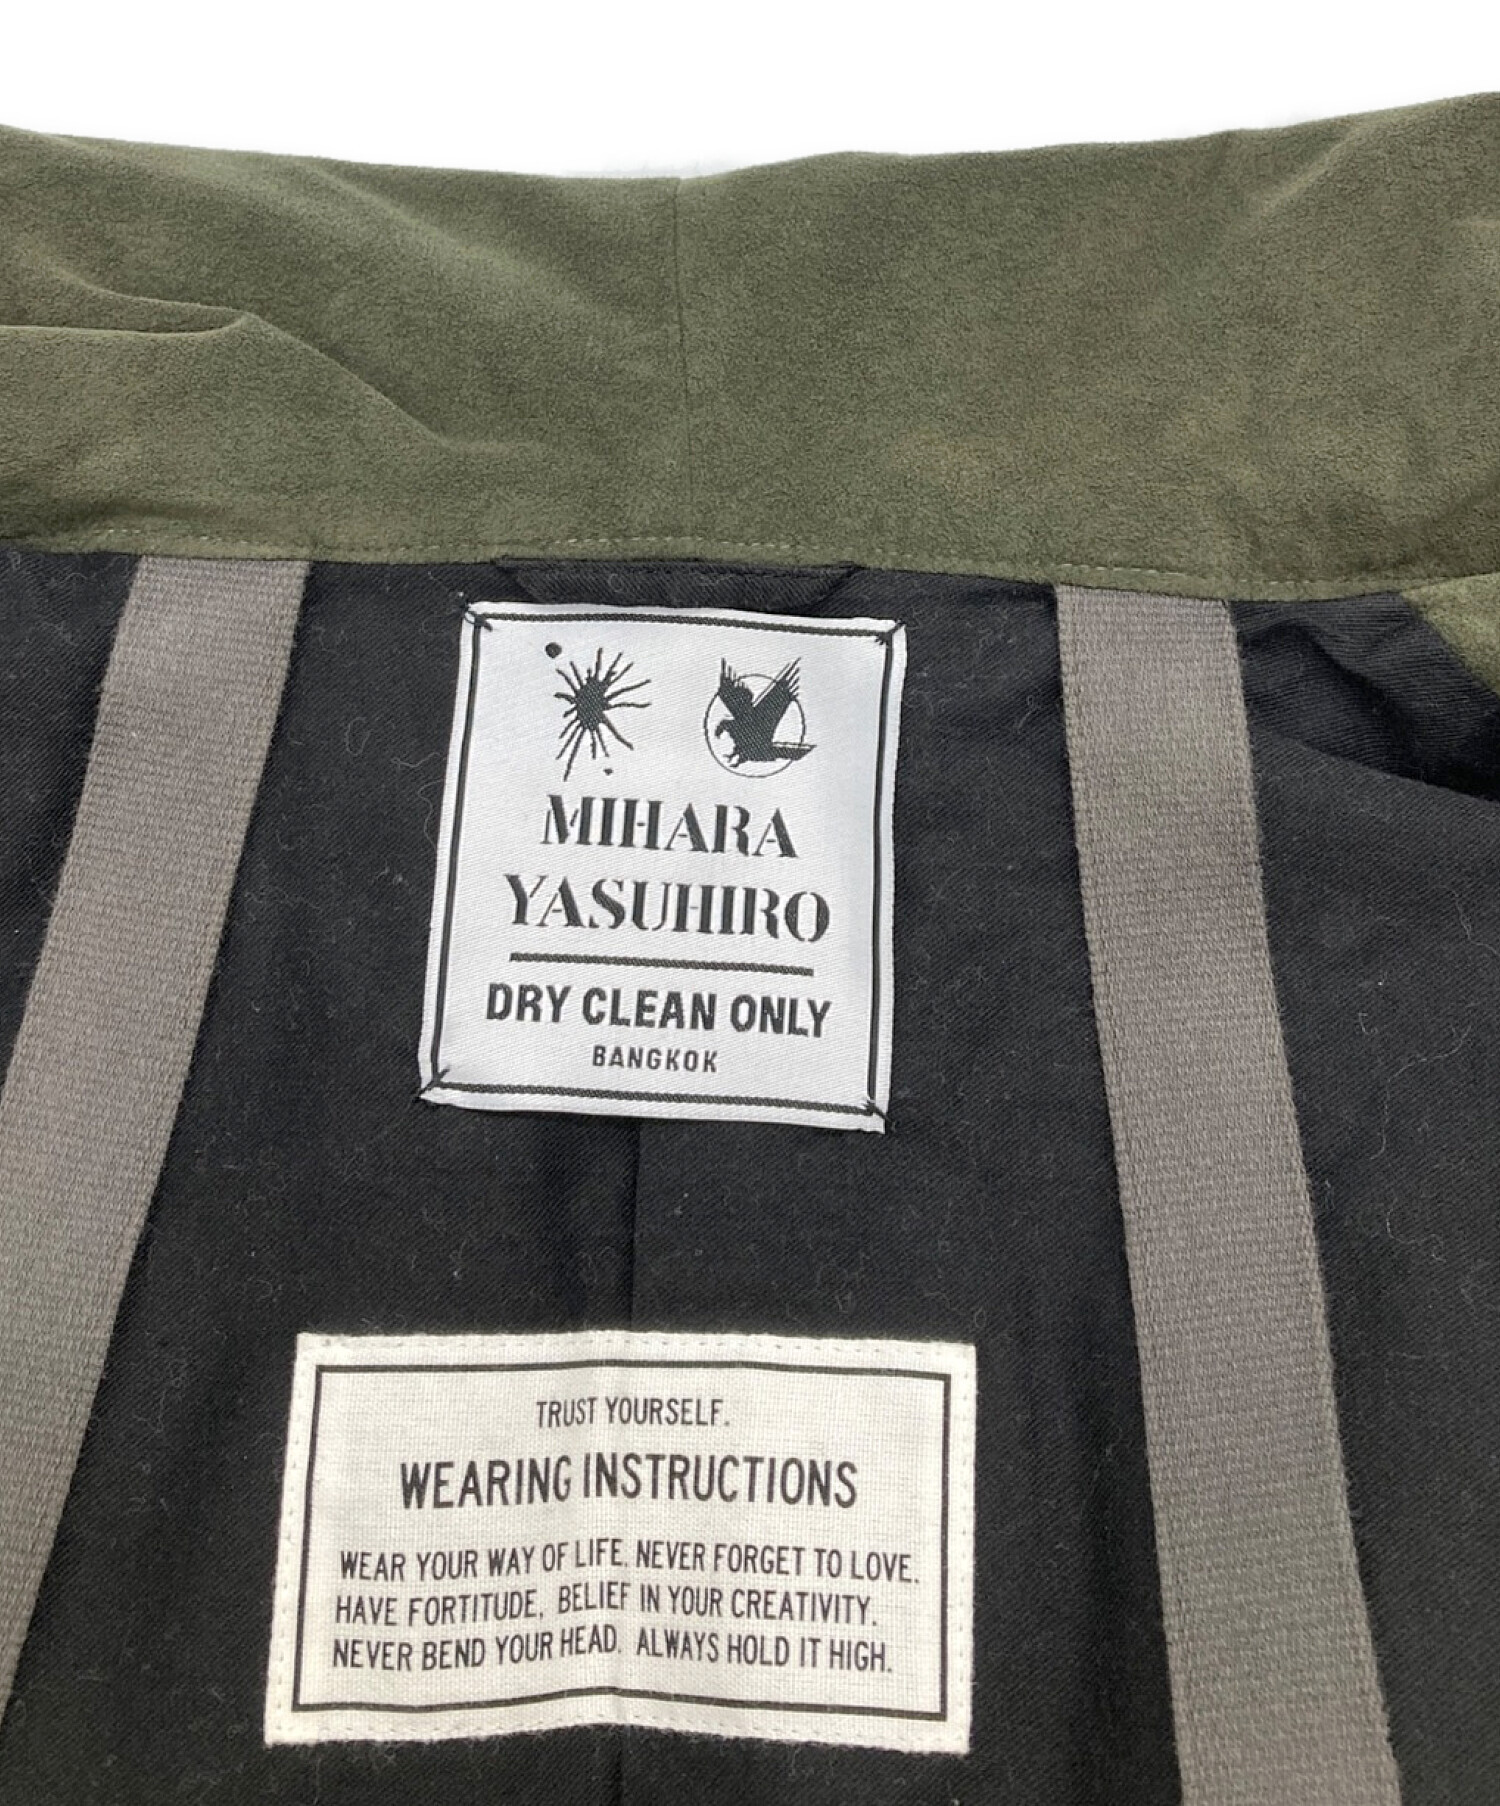 MIHARA
YASUHIRO
DRY CLEAN ONLY
BANGKOK
TRUST YOURSELF.
WEARING INSTRUCTIONS
WEAR YOUR WAY OF LIFE. NEVER FORGET TO LOVE.
HAVE FORTITUDE. BELIEF IN YOUR CREATIVITY.
NEVER BEND YOUR HEAD. ALWAYS HOLD IT HIGH.